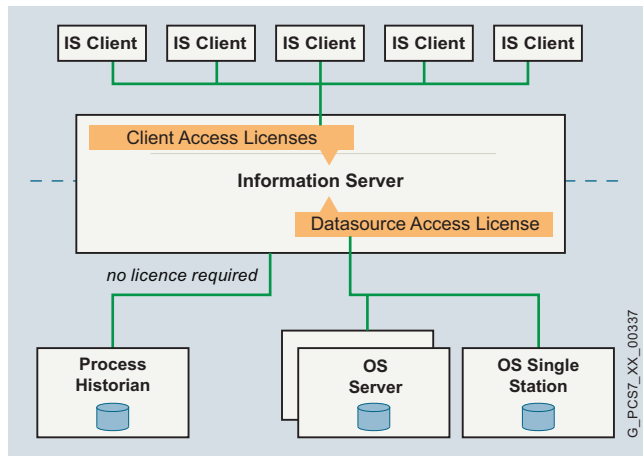 IS Client
IS Client
IS Client
IS Client
IS Client
Client Access Licenses
Information Server
Datasource Access License
no licence required
Process
Historian
OS
Server
OS Single
Station
G_PCS7_XX_00337